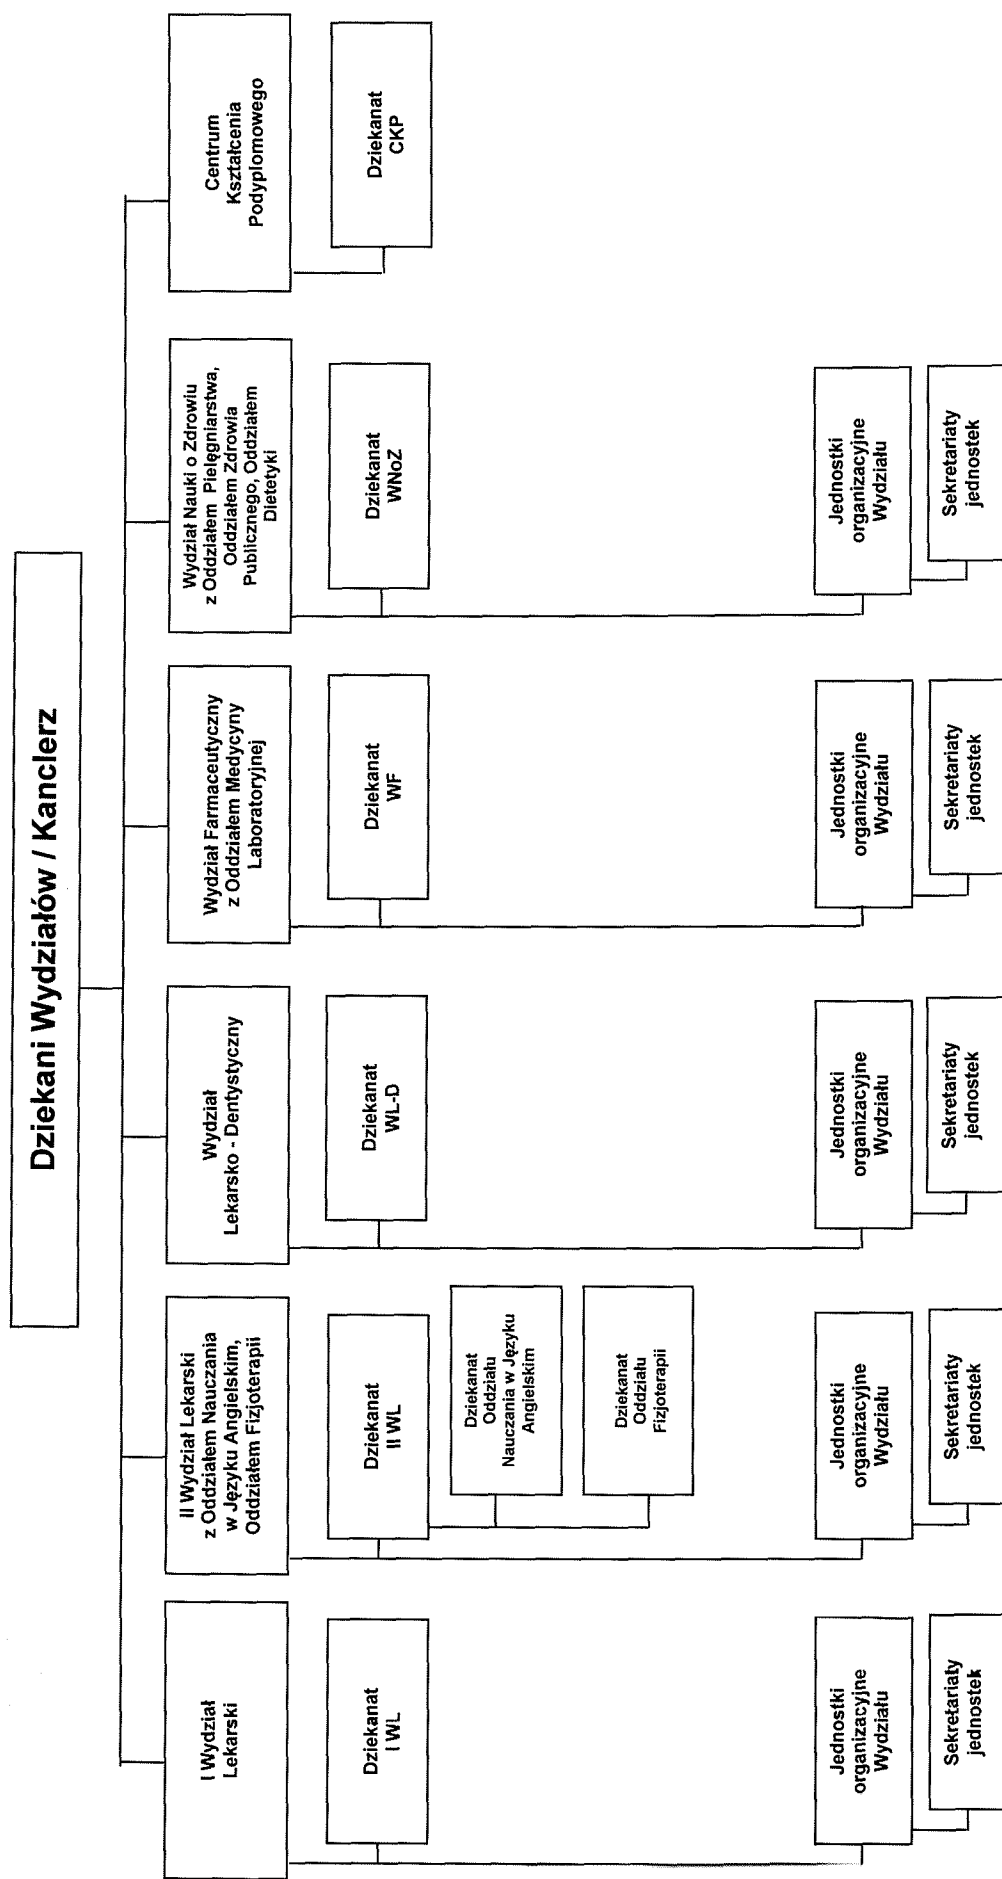 Dziekani Wydziałów / Kanclerz
I Wydział
Lekarski
Dziekanat
I WL
Jednostki
organizacyjne
Wydziału
Sekretariaty
jednostek
II Wydział Lekarski
z Oddziałem Nauczania
w Języku Angielskim,
Oddziałem Fizjoterapii
Dziekanat
II WL
Dziekanat
Oddziału
Nauczania w Języku
Angielskim
Dziekanat
Oddziału
Fizjoterapii
Jednostki
organizacyjne
Wydziału
Sekretariaty
jednostek
Wydział
Lekarsko - Dentystyczny
Dziekanat
WL-D
Jednostki
organizacyjne
Wydziału
Sekretariaty
jednostek
Wydział Farmaceutyczny
z Oddziałem Medycyny
Laboratoryjnej
Dziekanat
WF
Jednostki
organizacyjne
Wydziału
Sekretariaty
jednostek
Wydział Nauki o Zdrowiu
z Oddziałem Pielęgniarstwa,
Oddziałem Zdrowia
Publicznego, Oddziałem
Dietetyki
Dziekanat
WNoZ
Jednostki
organizacyjne
Wydziału
Sekretariaty
jednostek
Centrum
Kształcenia
Podyplomowego
Dziekanat
CKP